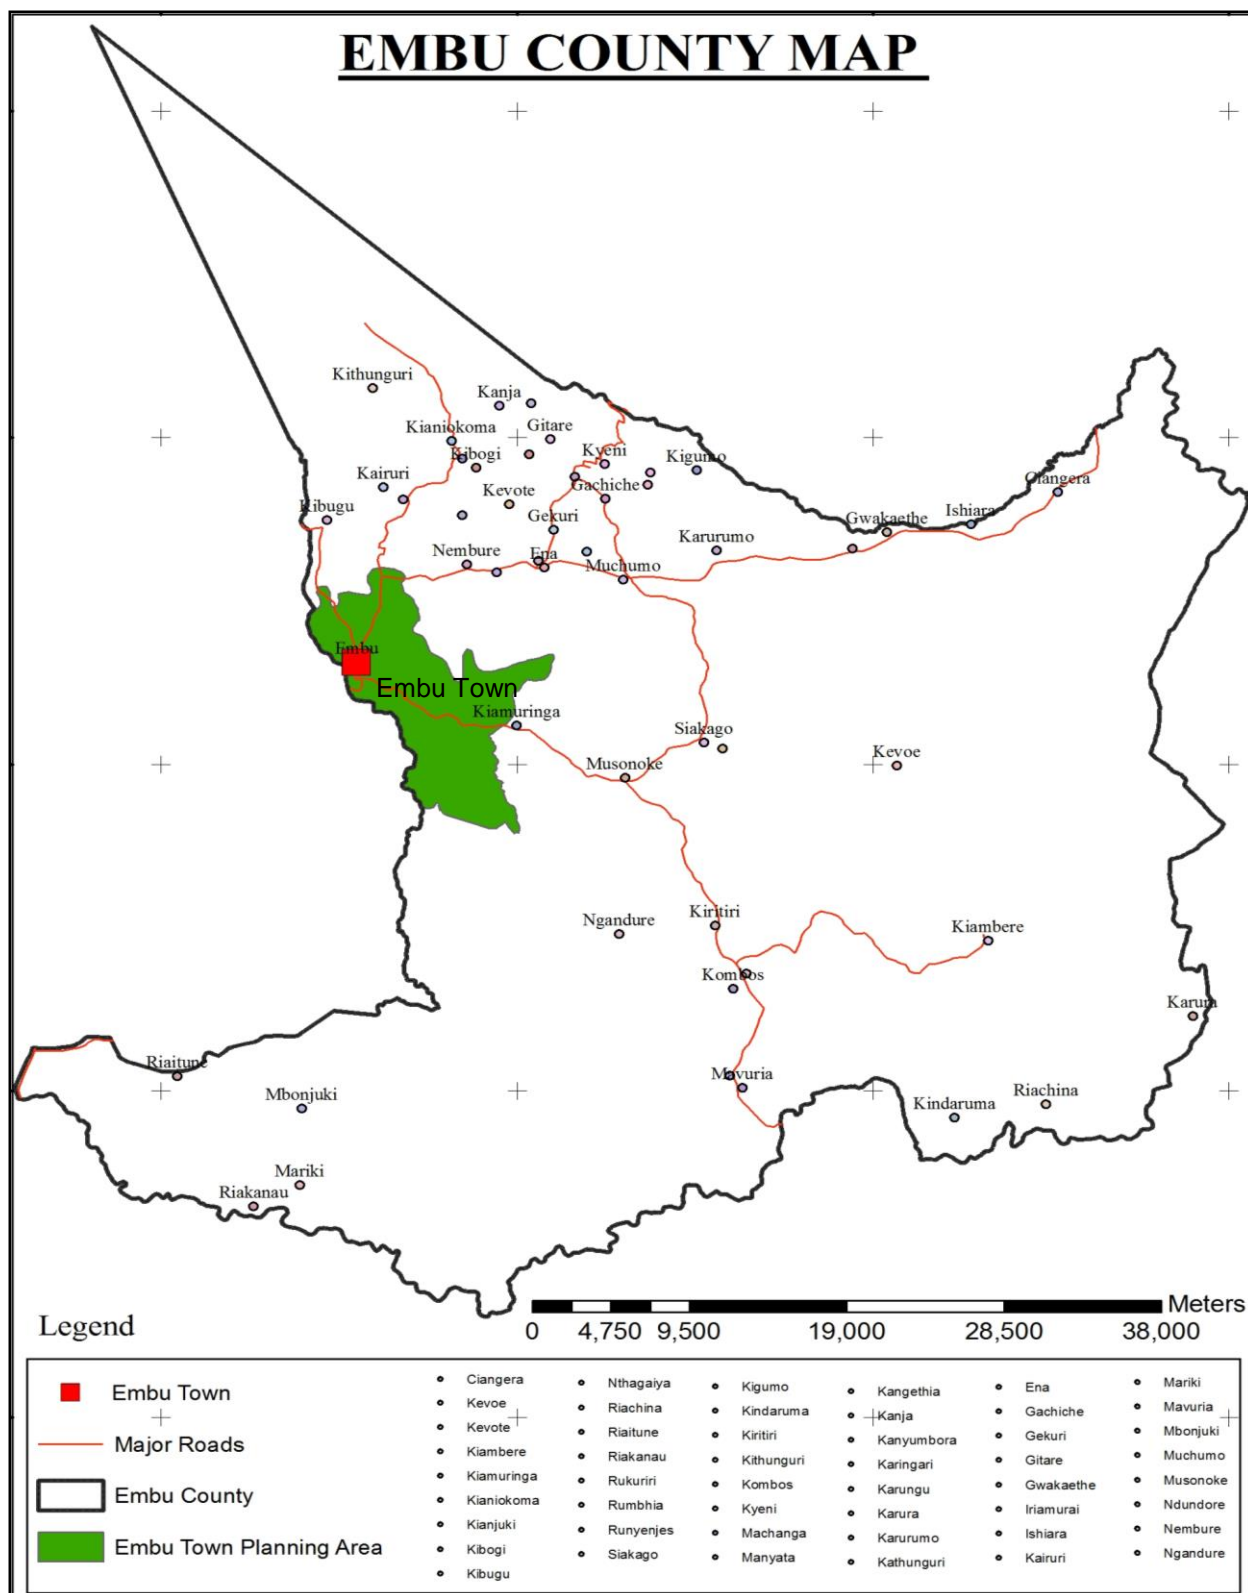 EMBU COUNTY MAP
Kithunguri
Kanja
Kianiokoma
Gitare
Kibogi
Kyeni
Kigumo
Kairuri
Gachiche
Ciangera
Kibugu
Kevote
Gekuri
Gwakaethe
Ishiara
Nembure
Ena
Karurumo
Muchumo
Embu
Embu Town
Kiamuringa
Siakago
Kevoe
Musonoke
Ngandure
Kiritiri
Kiambere
Kombos
Karura
Riaitune
Mavuria
Mbonjuki
Kindaruma
Riachina
Mariki
Riakanau
Meters
0 4,750 9,500 19,000 28,500 38,000
Legend
Embu Town
Major Roads
Embu County
Embu Town Planning Area
Ciangera
Kevoe
Kevote
Kiambere
Kiamuringa
Kianiokoma
Kianjuki
Kibogi
Kibugu
Nthagaiya
Riachina
Riaitune
Riakanau
Rukuriri
Rumbhia
Runyenjes
Siakago
Kigumo
Kindaruma
Kiritiri
Kithunguri
Kombos
Kyeni
Machanga
Manyata
Kangethia
Kanja
Kanyumbora
Karingari
Karungu
Karura
Karurumo
Kathunguri
Ena
Gachiche
Gekuri
Gitare
Gwakaethe
Iriamurai
Ishiara
Kairuri
Mariki
Mavuria
Mbonjuki
Muchumo
Musonoke
Ndundore
Nembure
Ngandure